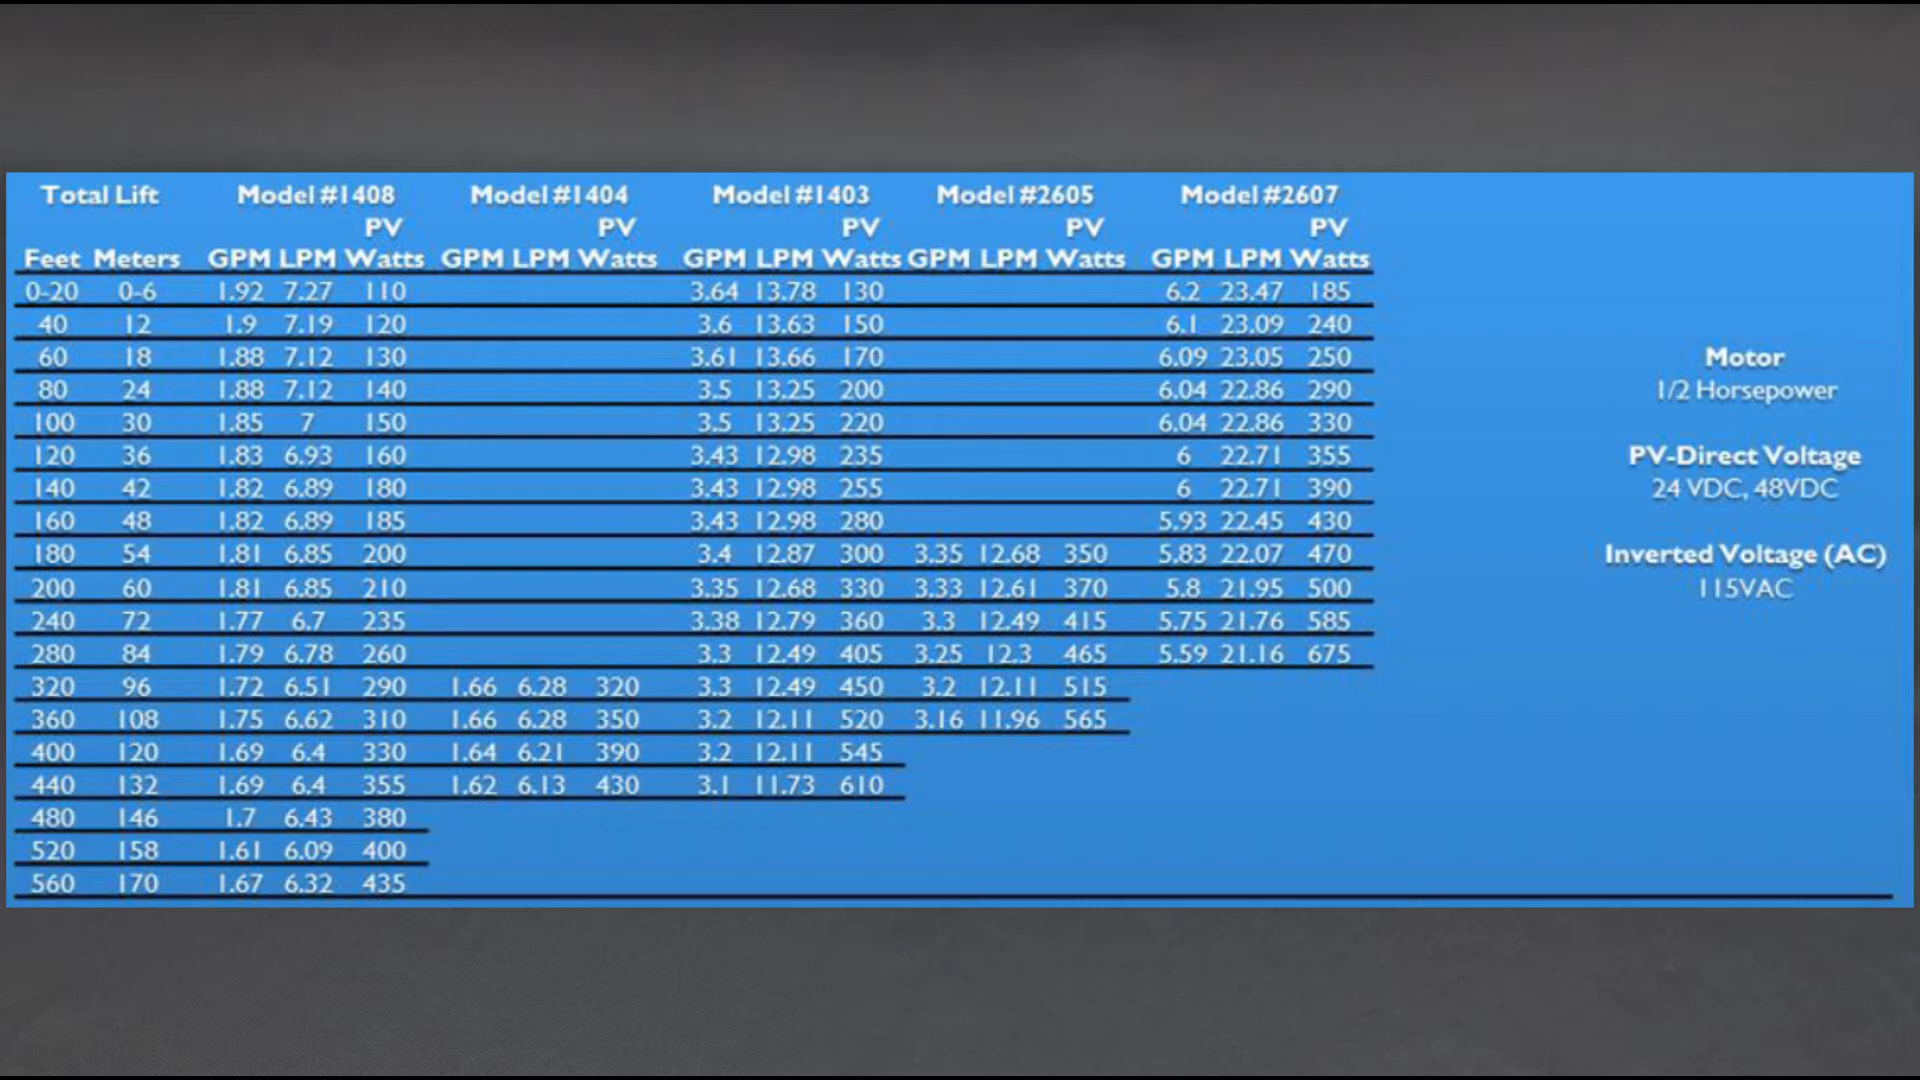 Total Lift Model #1408 Model #1404 Model #1403 Model #2605 Model #2607
PV PV PV PV PV
Feet Meters GPM LPM Watts GPM LPM Watts GPM LPM Watts GPM LPM Watts GPM LPM Watts
0-20 0-6 1.92 7.27 110 3.64 13.78 130 6.2 23.47 185
40 12 1.9 7.19 120 3.6 13.63 150 6.1 23.09 240
60 18 1.88 7.12 130 3.61 13.66 170 6.09 23.05 250
80 24 1.88 7.12 140 3.5 13.25 200 6.04 22.86 290
100 30 1.85 7 150 3.5 13.25 220 6.04 22.86 330
120 36 1.83 6.93 160 3.43 12.98 235 6 22.71 355
140 42 1.82 6.89 180 3.43 12.98 255 6 22.71 390
160 48 1.82 6.89 185 3.43 12.98 280 5.93 22.45 430
180 54 1.81 6.85 200 3.4 12.87 300 3.35 12.68 350 5.83 22.07 470
200 60 1.81 6.85 210 3.35 12.68 330 3.33 12.61 370 5.8 21.95 500
240 72 1.77 6.7 235 3.38 12.79 360 3.3 12.49 415 5.75 21.76 585
280 84 1.79 6.78 260 3.3 12.49 405 3.25 12.3 465 5.59 21.16 675
320 96 1.72 6.51 290 1.66 6.28 320 3.3 12.49 450 3.2 12.11 515
360 108 1.75 6.62 310 1.66 6.28 350 3.2 12.11 520 3.16 11.96 565
400 120 1.69 6.4 330 1.64 6.21 390 3.2 12.11 545
440 132 1.69 6.4 355 1.62 6.13 430 3.1 11.73 610
480 146 1.7 6.43 380
520 158 1.61 6.09 400
560 170 1.67 6.32 435
Motor
1/2 Horsepower
PV-Direct Voltage
24 VDC, 48VDC
Inverted Voltage (AC)
115VAC